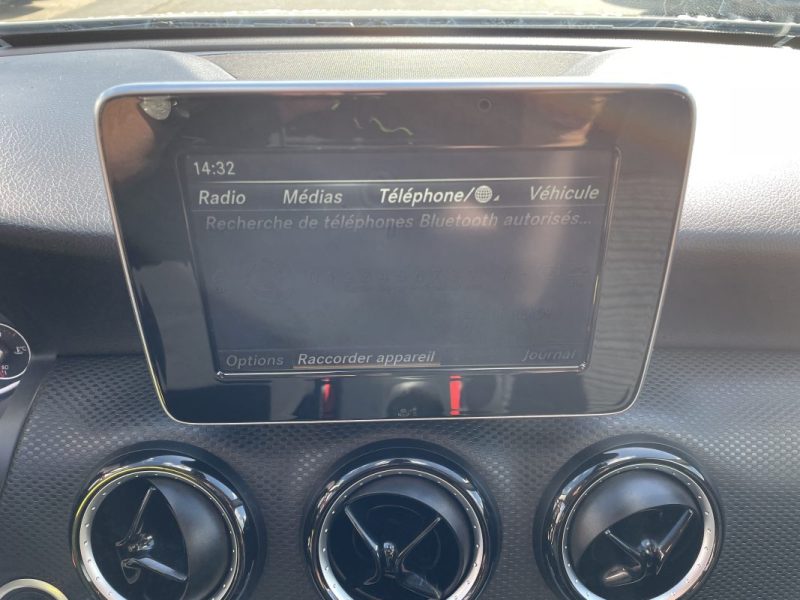 14:32
Radio Médias Téléphone/ Véhicule
Recherche de téléphones Bluetooth autorisés...
Options Raccorder appareil Journal